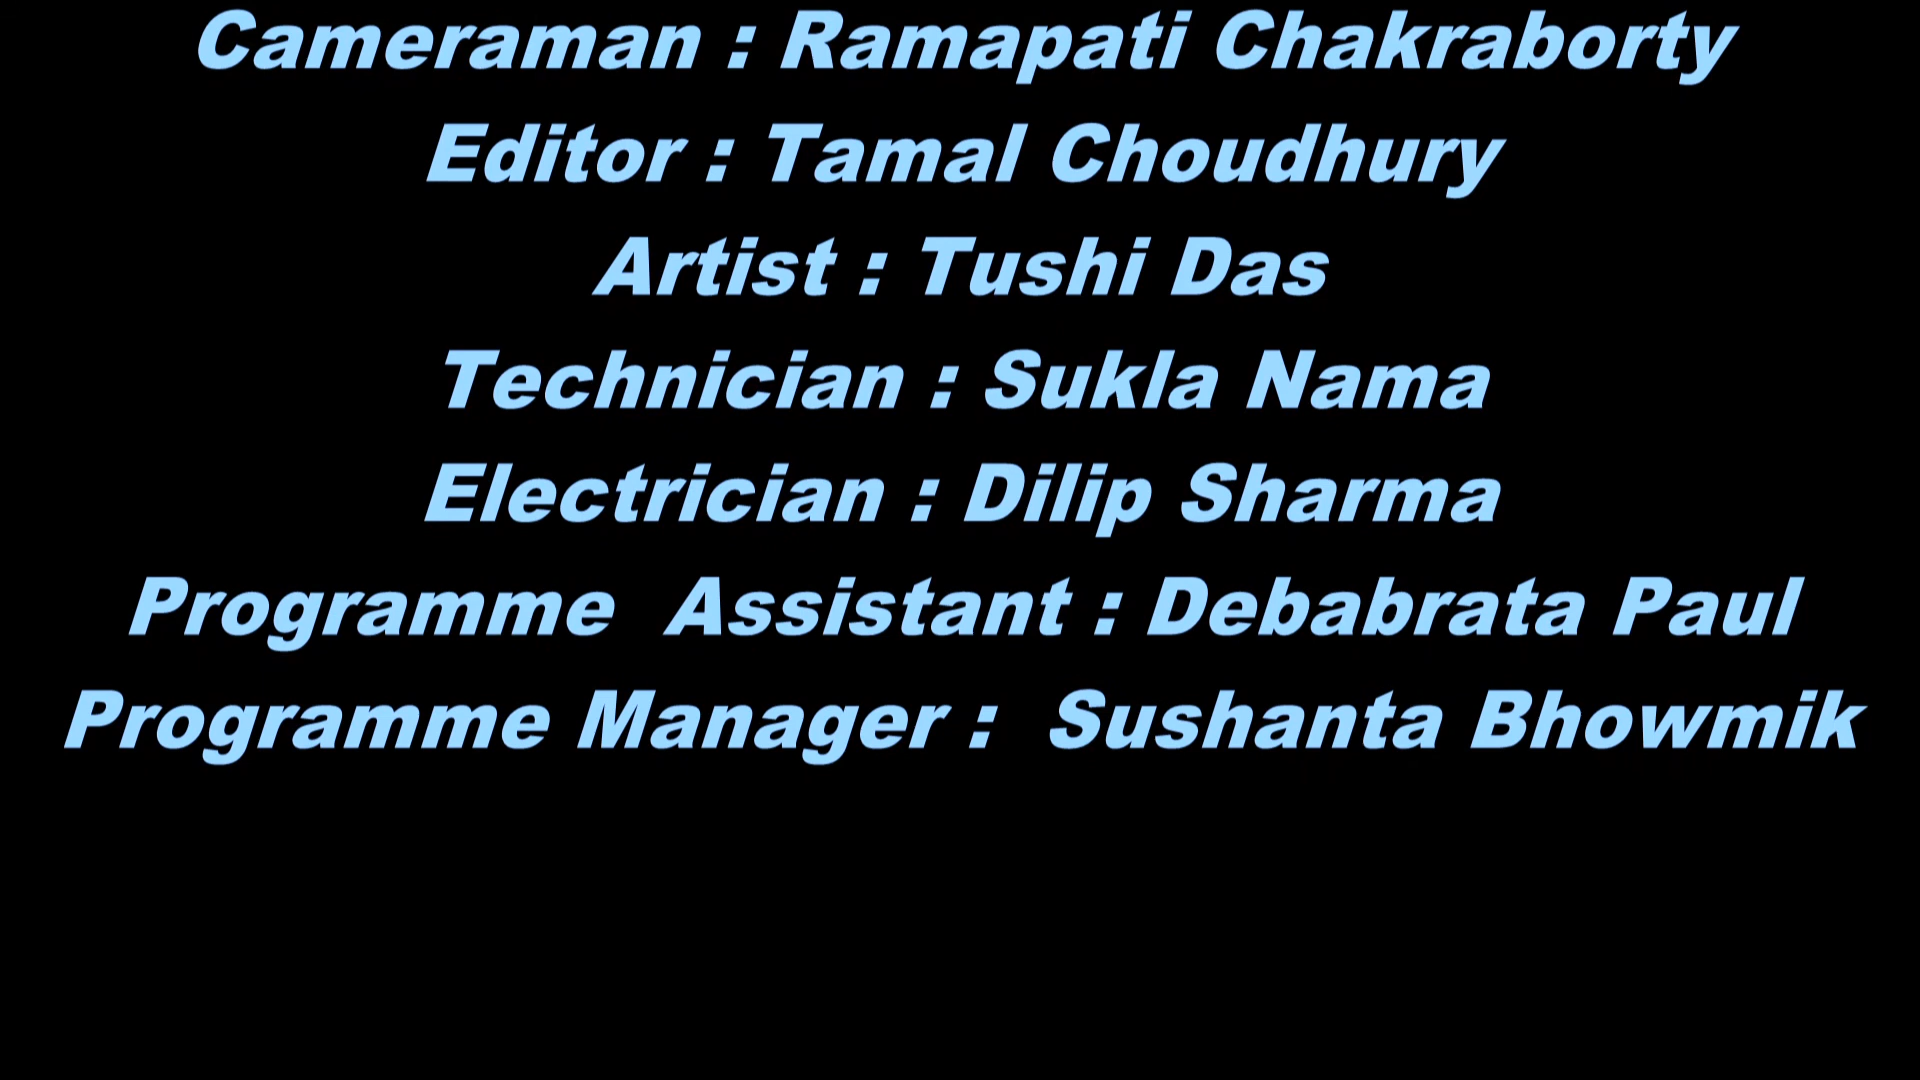 Cameraman : Ramapati Chakraborty
Editor : Tamal Choudhury
Artist : Tushi Das
Technician : Sukla Nama
Electrician : Dilip Sharma
Programme  Assistant : Debabrata Paul
Programme Manager :  Sushanta Bhowmik